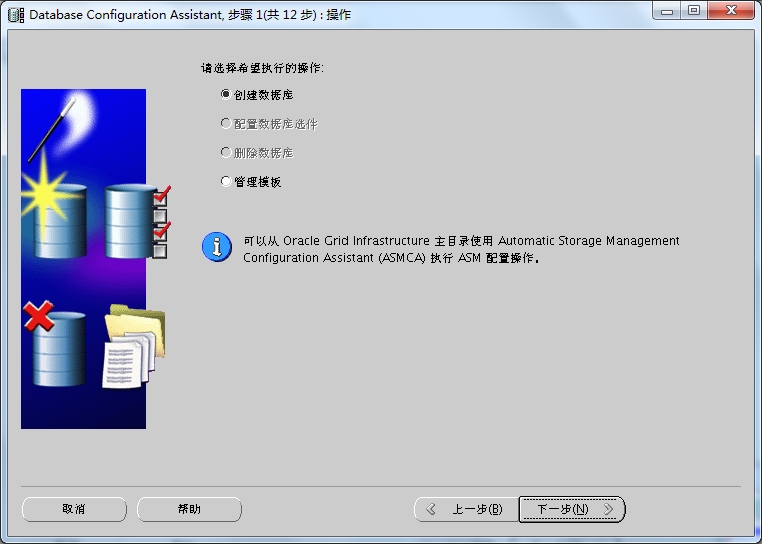 Database Configuration Assistant, 步骤 1(共 12 步) : 操作
请选择希望执行的操作:
创建数据库
配置数据库选件
删除数据库
管理模板
可以从 Oracle Grid Infrastructure 主目录使用 Automatic Storage Management
Configuration Assistant (ASMCA) 执行 ASM 配置操作。
取消
帮助
上一步(B)
下一步(N)